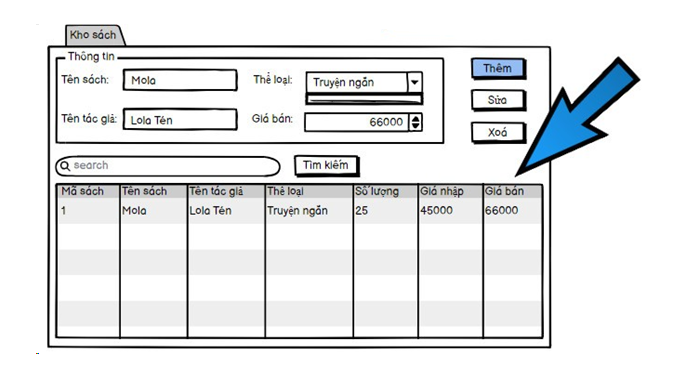 Kho sách
Thông tin
Thêm
Tên sách: Mola Thể loại: Truyện ngắn
Sửa
Tên tác giả: Lola Tén Giá bán: 66000
Xoá
search Tìm kiếm
Mã sách Tên sách Tên tác giả Thể loại Số lượng Giá nhập Giá bán
1 Mola Lola Tén Truyện ngắn 25 45000 66000